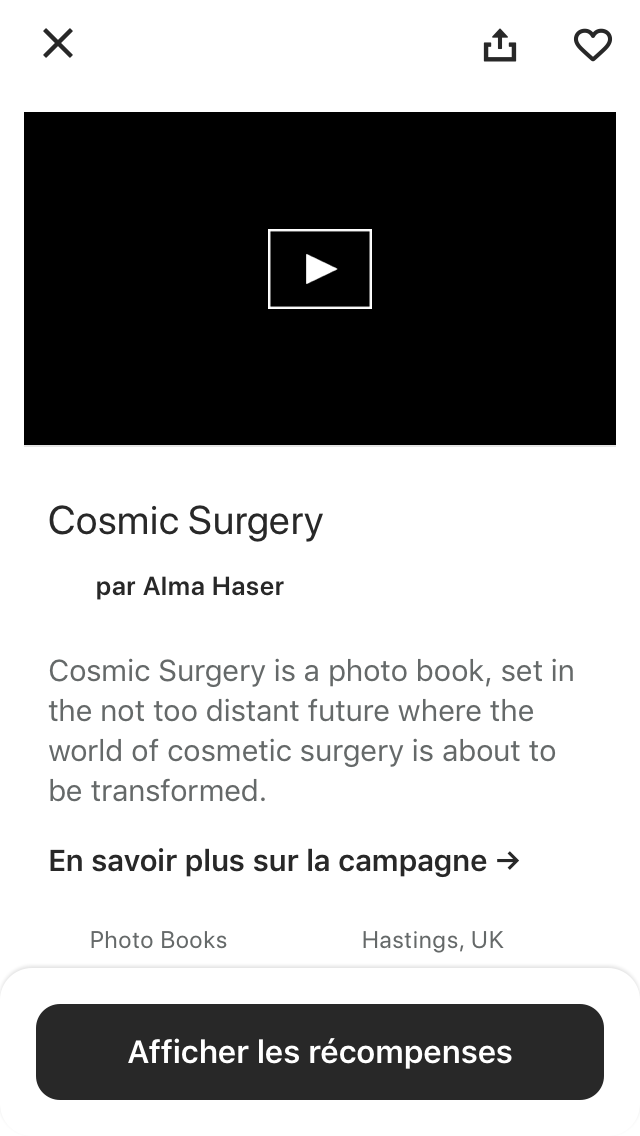 Cosmic Surgery
par Alma Haser
Cosmic Surgery is a photo book, set in
the not too distant future where the
world of cosmetic surgery is about to
be transformed.
En savoir plus sur la campagne →
Photo Books
Hastings, UK
Afficher les récompenses